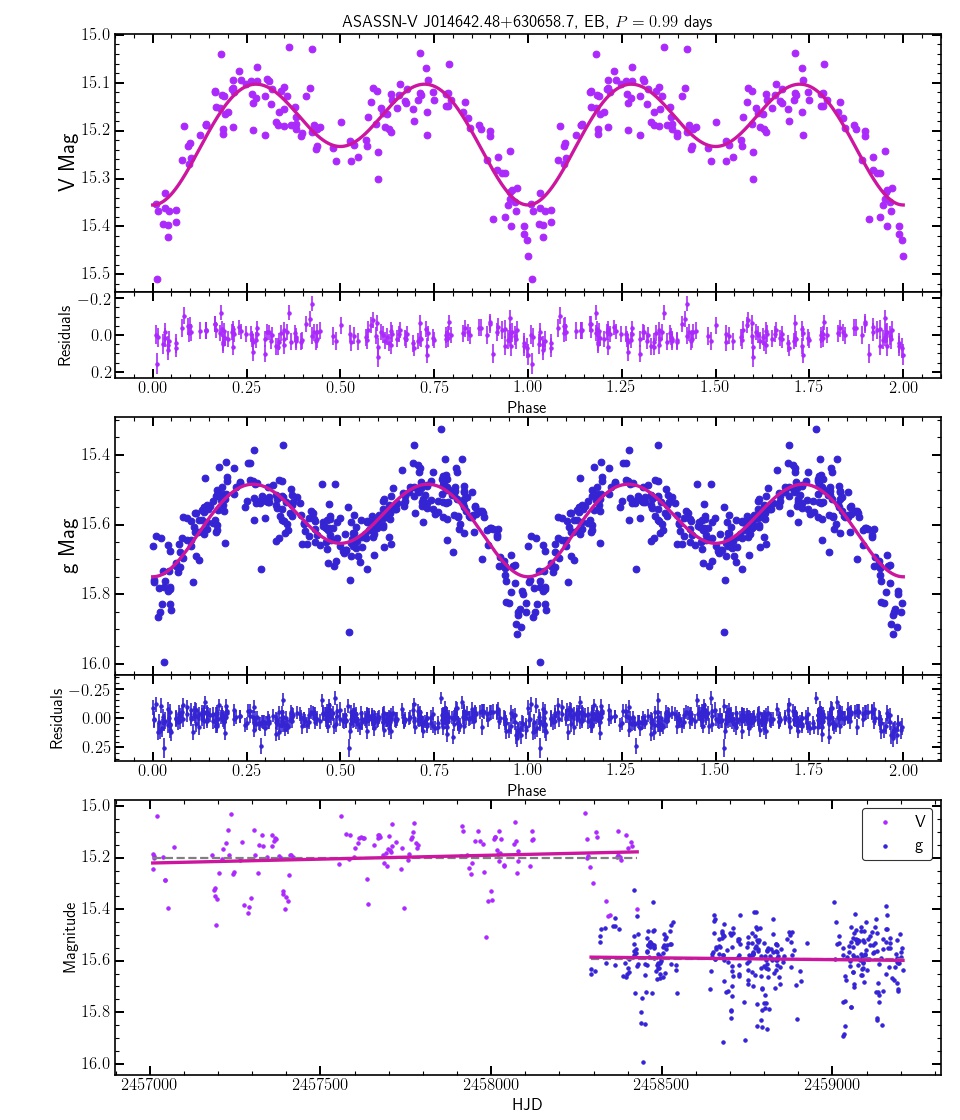 ASASSN-V J014642.48+630658.7, EB, P = 0.99 days
15.0
15.1
15.2
15.3
15.4
15.5
V Mag
−0.2
0.0
0.2
Residuals
0.00 0.25 0.50 0.75 1.00 1.25 1.50 1.75 2.00
Phase
15.4
15.6
15.8
16.0
g Mag
−0.25
0.00
0.25
Residuals
0.00 0.25 0.50 0.75 1.00 1.25 1.50 1.75 2.00
Phase
15.0
15.2
15.4
15.6
15.8
16.0
Magnitude
V
g
2457000 2457500 2458000 2458500 2459000
HJD